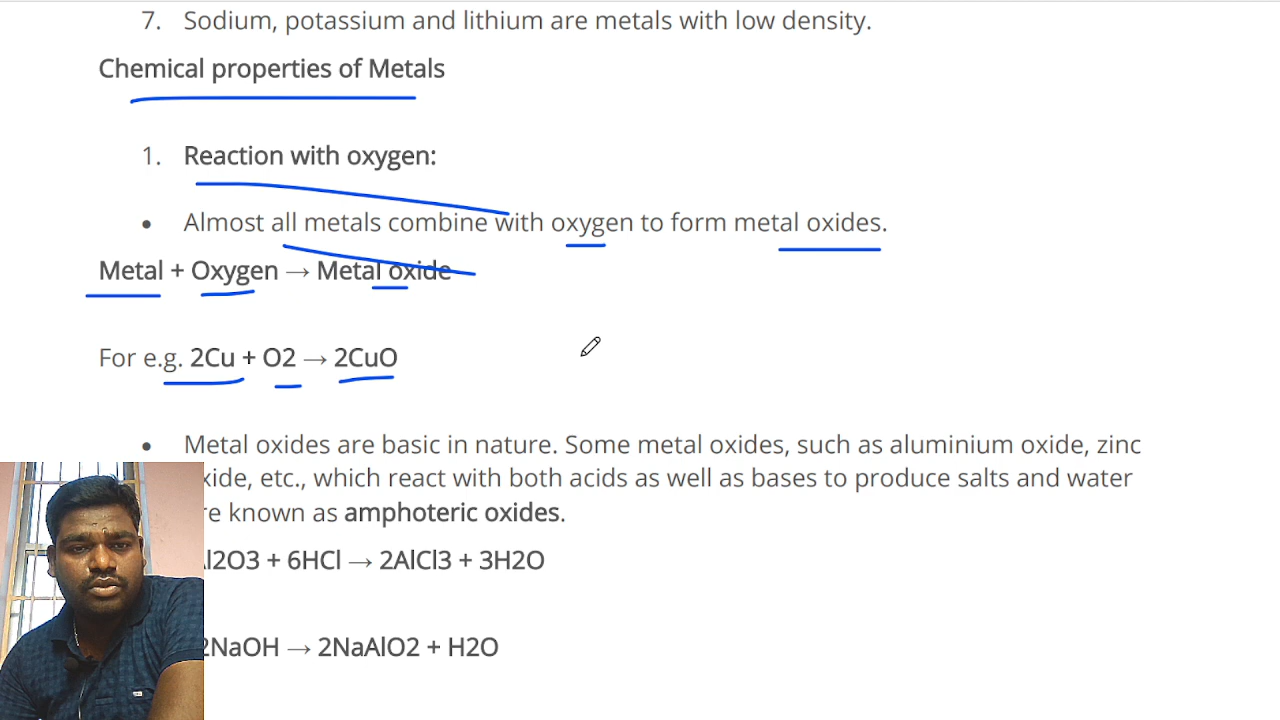 7. Sodium, potassium and lithium are metals with low density.
Chemical properties of Metals
1. Reaction with oxygen:
• Almost all metals combine with oxygen to form metal oxides.
Metal + Oxygen → Metal oxide
For e.g. 2Cu + O2 → 2CuO
• Metal oxides are basic in nature. Some metal oxides, such as aluminium oxide, zinc
xide, etc., which react with both acids as well as bases to produce salts and water
re known as amphoteric oxides.
l2O3 + 6HCl → 2AlCl3 + 3H2O
2NaOH → 2NaAlO2 + H2O